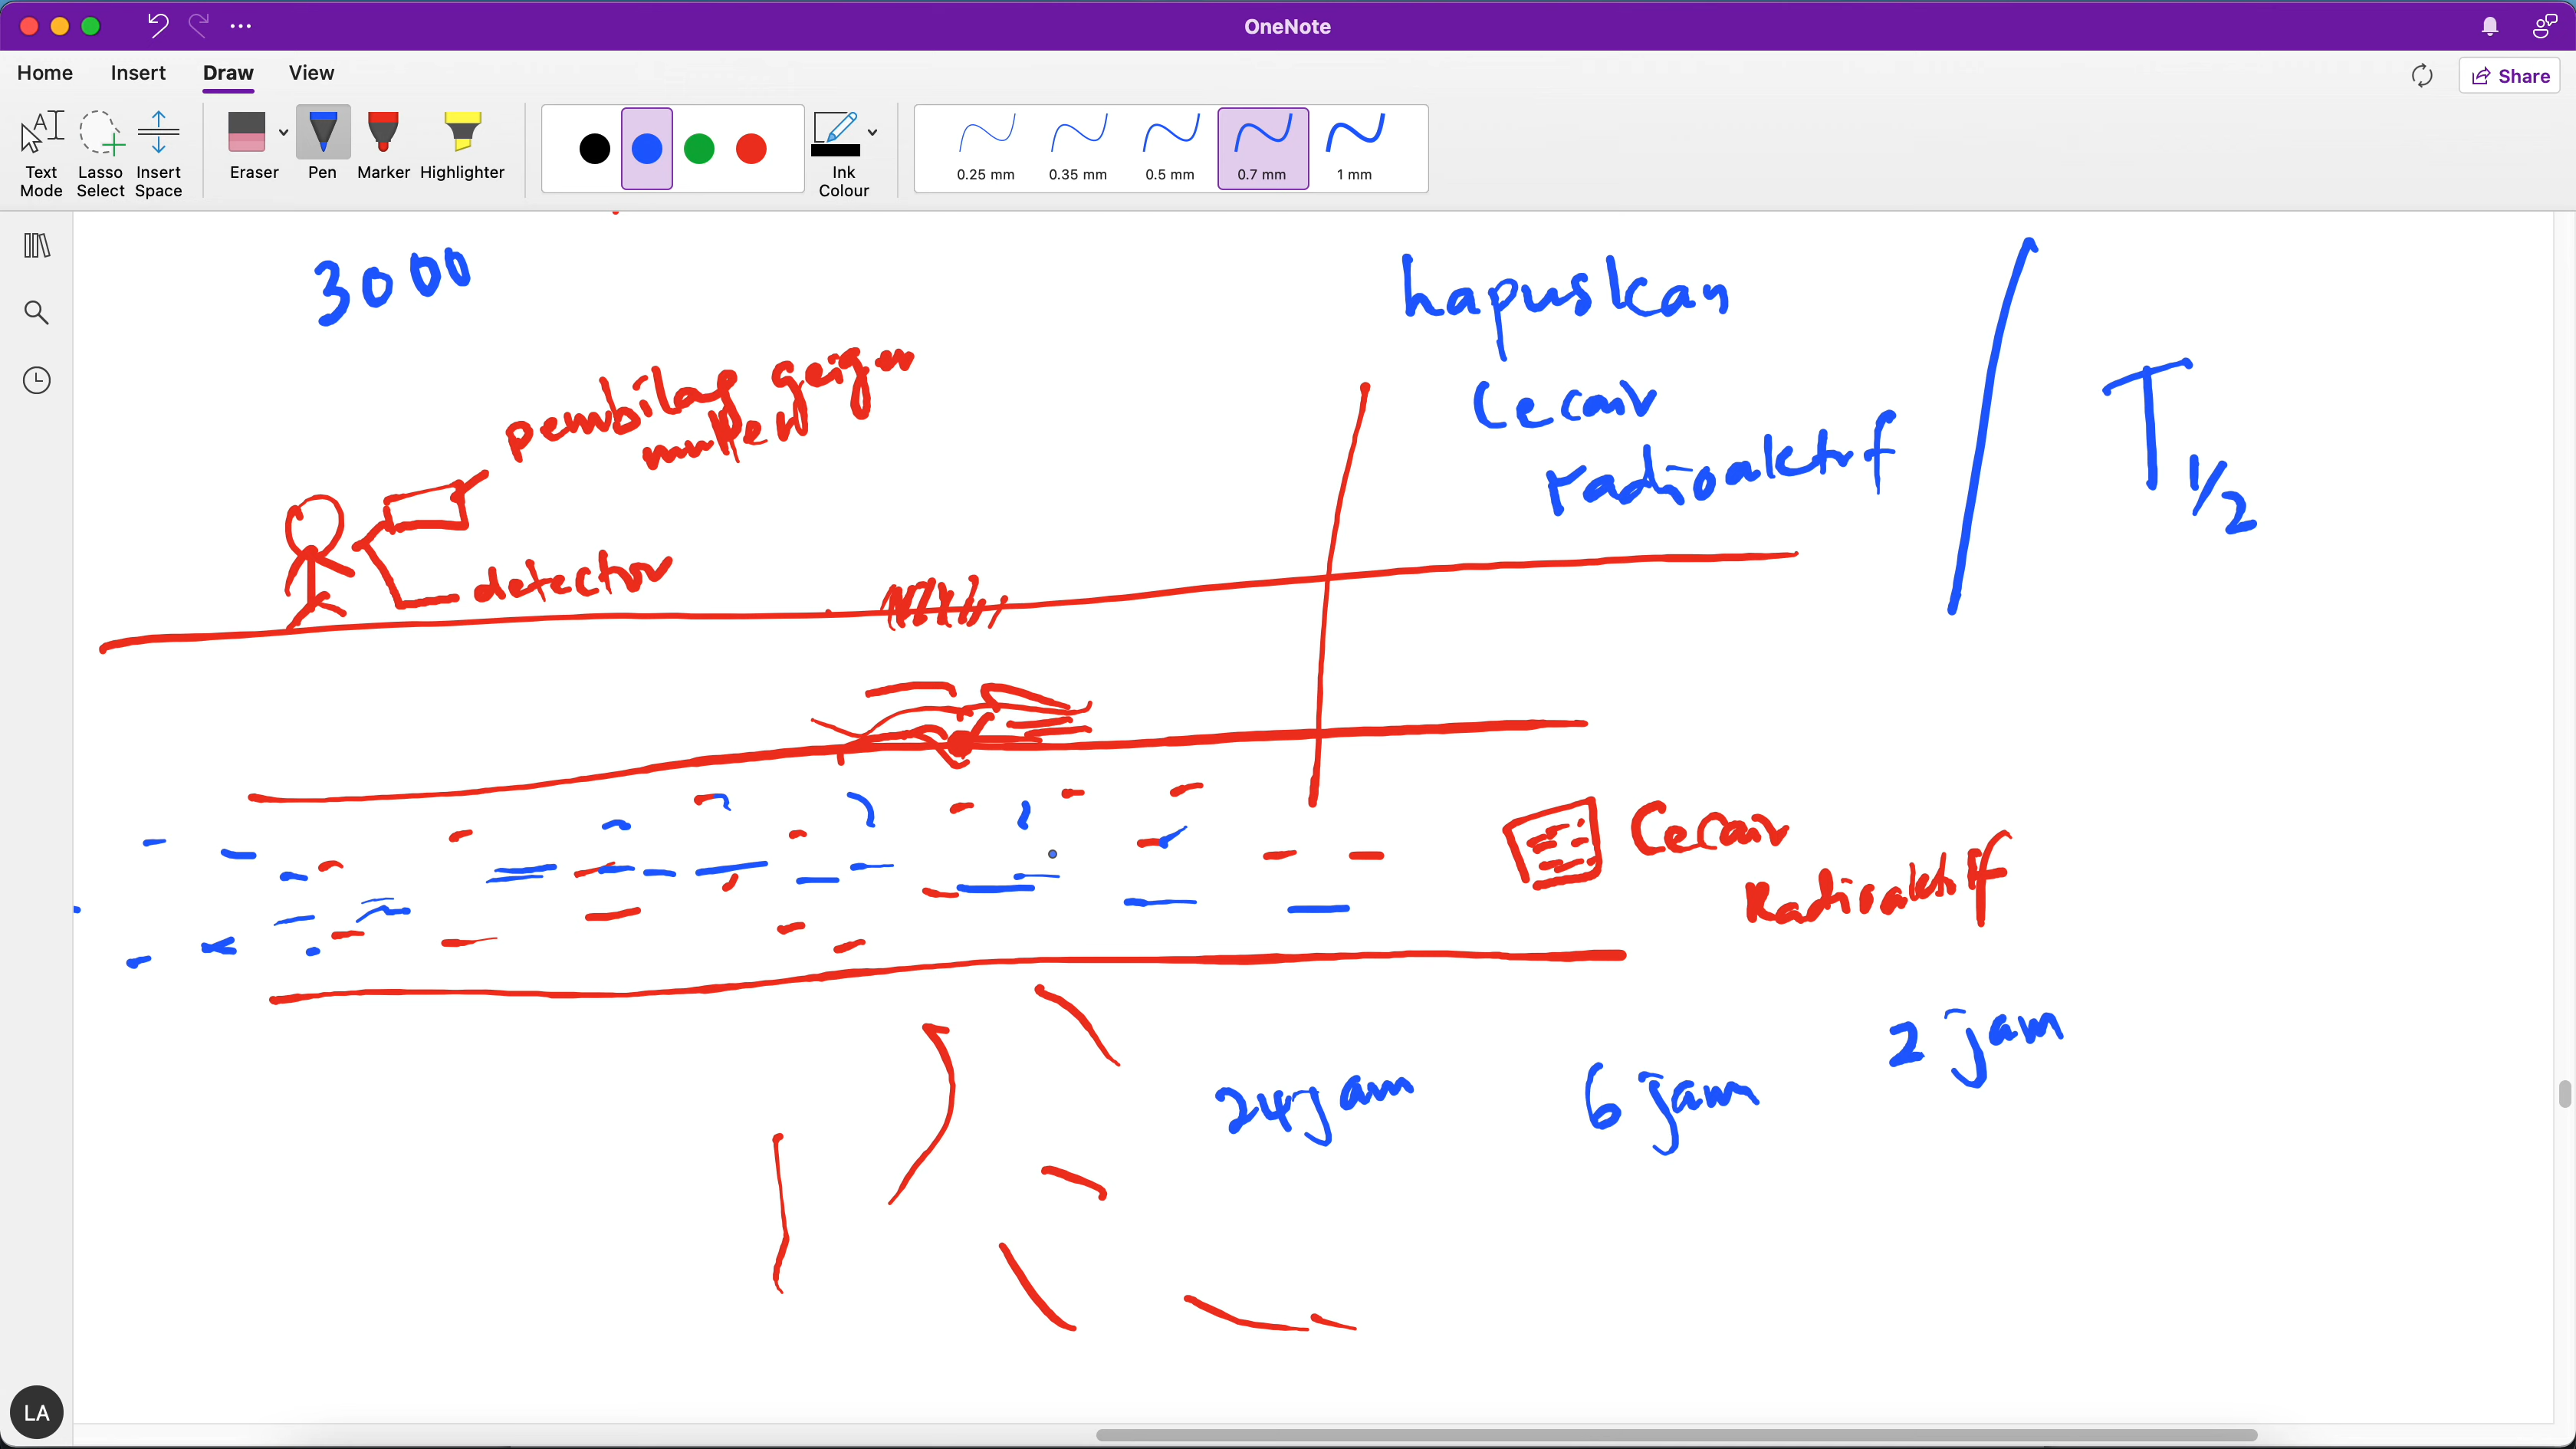 OneNote
Home Insert Draw View
Share
Text Mode
Lasso Select
Insert Space
Eraser
Pen
Marker
Highlighter
Ink Colour
0.25 mm
0.35 mm
0.5 mm
0.7 mm
1 mm
3000
hapuskan
cecair
radioaktif
T 1/2
pembilag geiger
detector
Cecair
Radioaktif
24 jam
6 jam
2 jam
LA